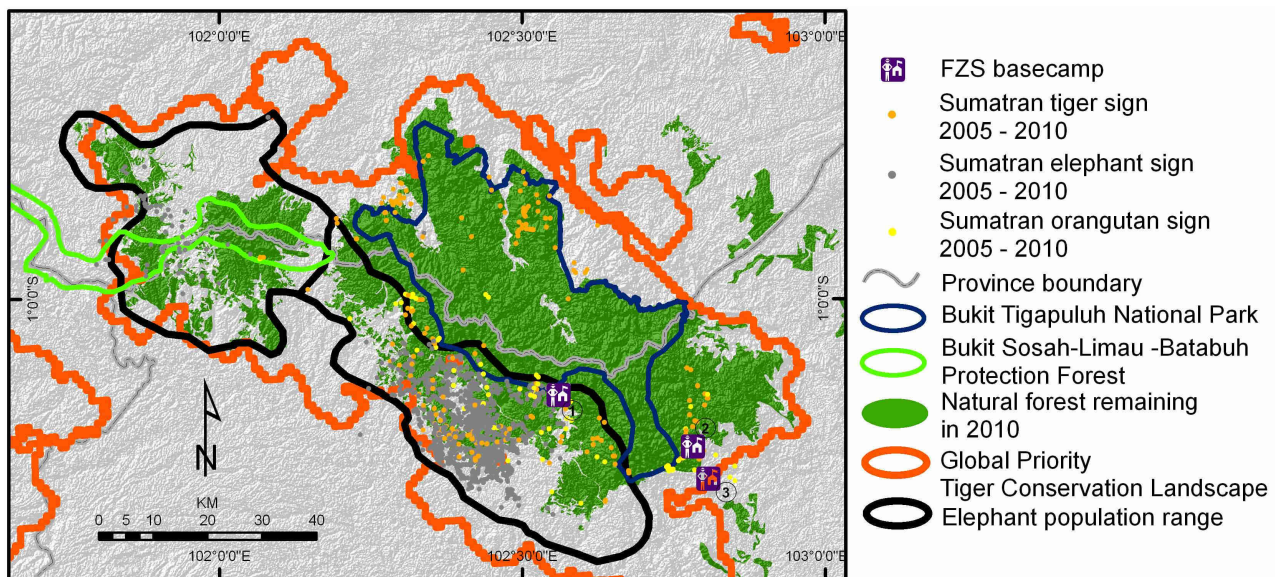 102°0'0"E
102°30'0"E
103°0'0"E
1°0'0"S
1°0'0"S
1
2
3
N
KM
0 5 10 20 30 40
102°0'0"E
102°30'0"E
103°0'0"E
FZS basecamp
Sumatran tiger sign
2005 - 2010
Sumatran elephant sign
2005 - 2010
Sumatran orangutan sign
2005 - 2010
Province boundary
Bukit Tigapuluh National Park
Bukit Sosah-Limau -Batabuh
Protection Forest
Natural forest remaining
in 2010
Global Priority
Tiger Conservation Landscape
Elephant population range